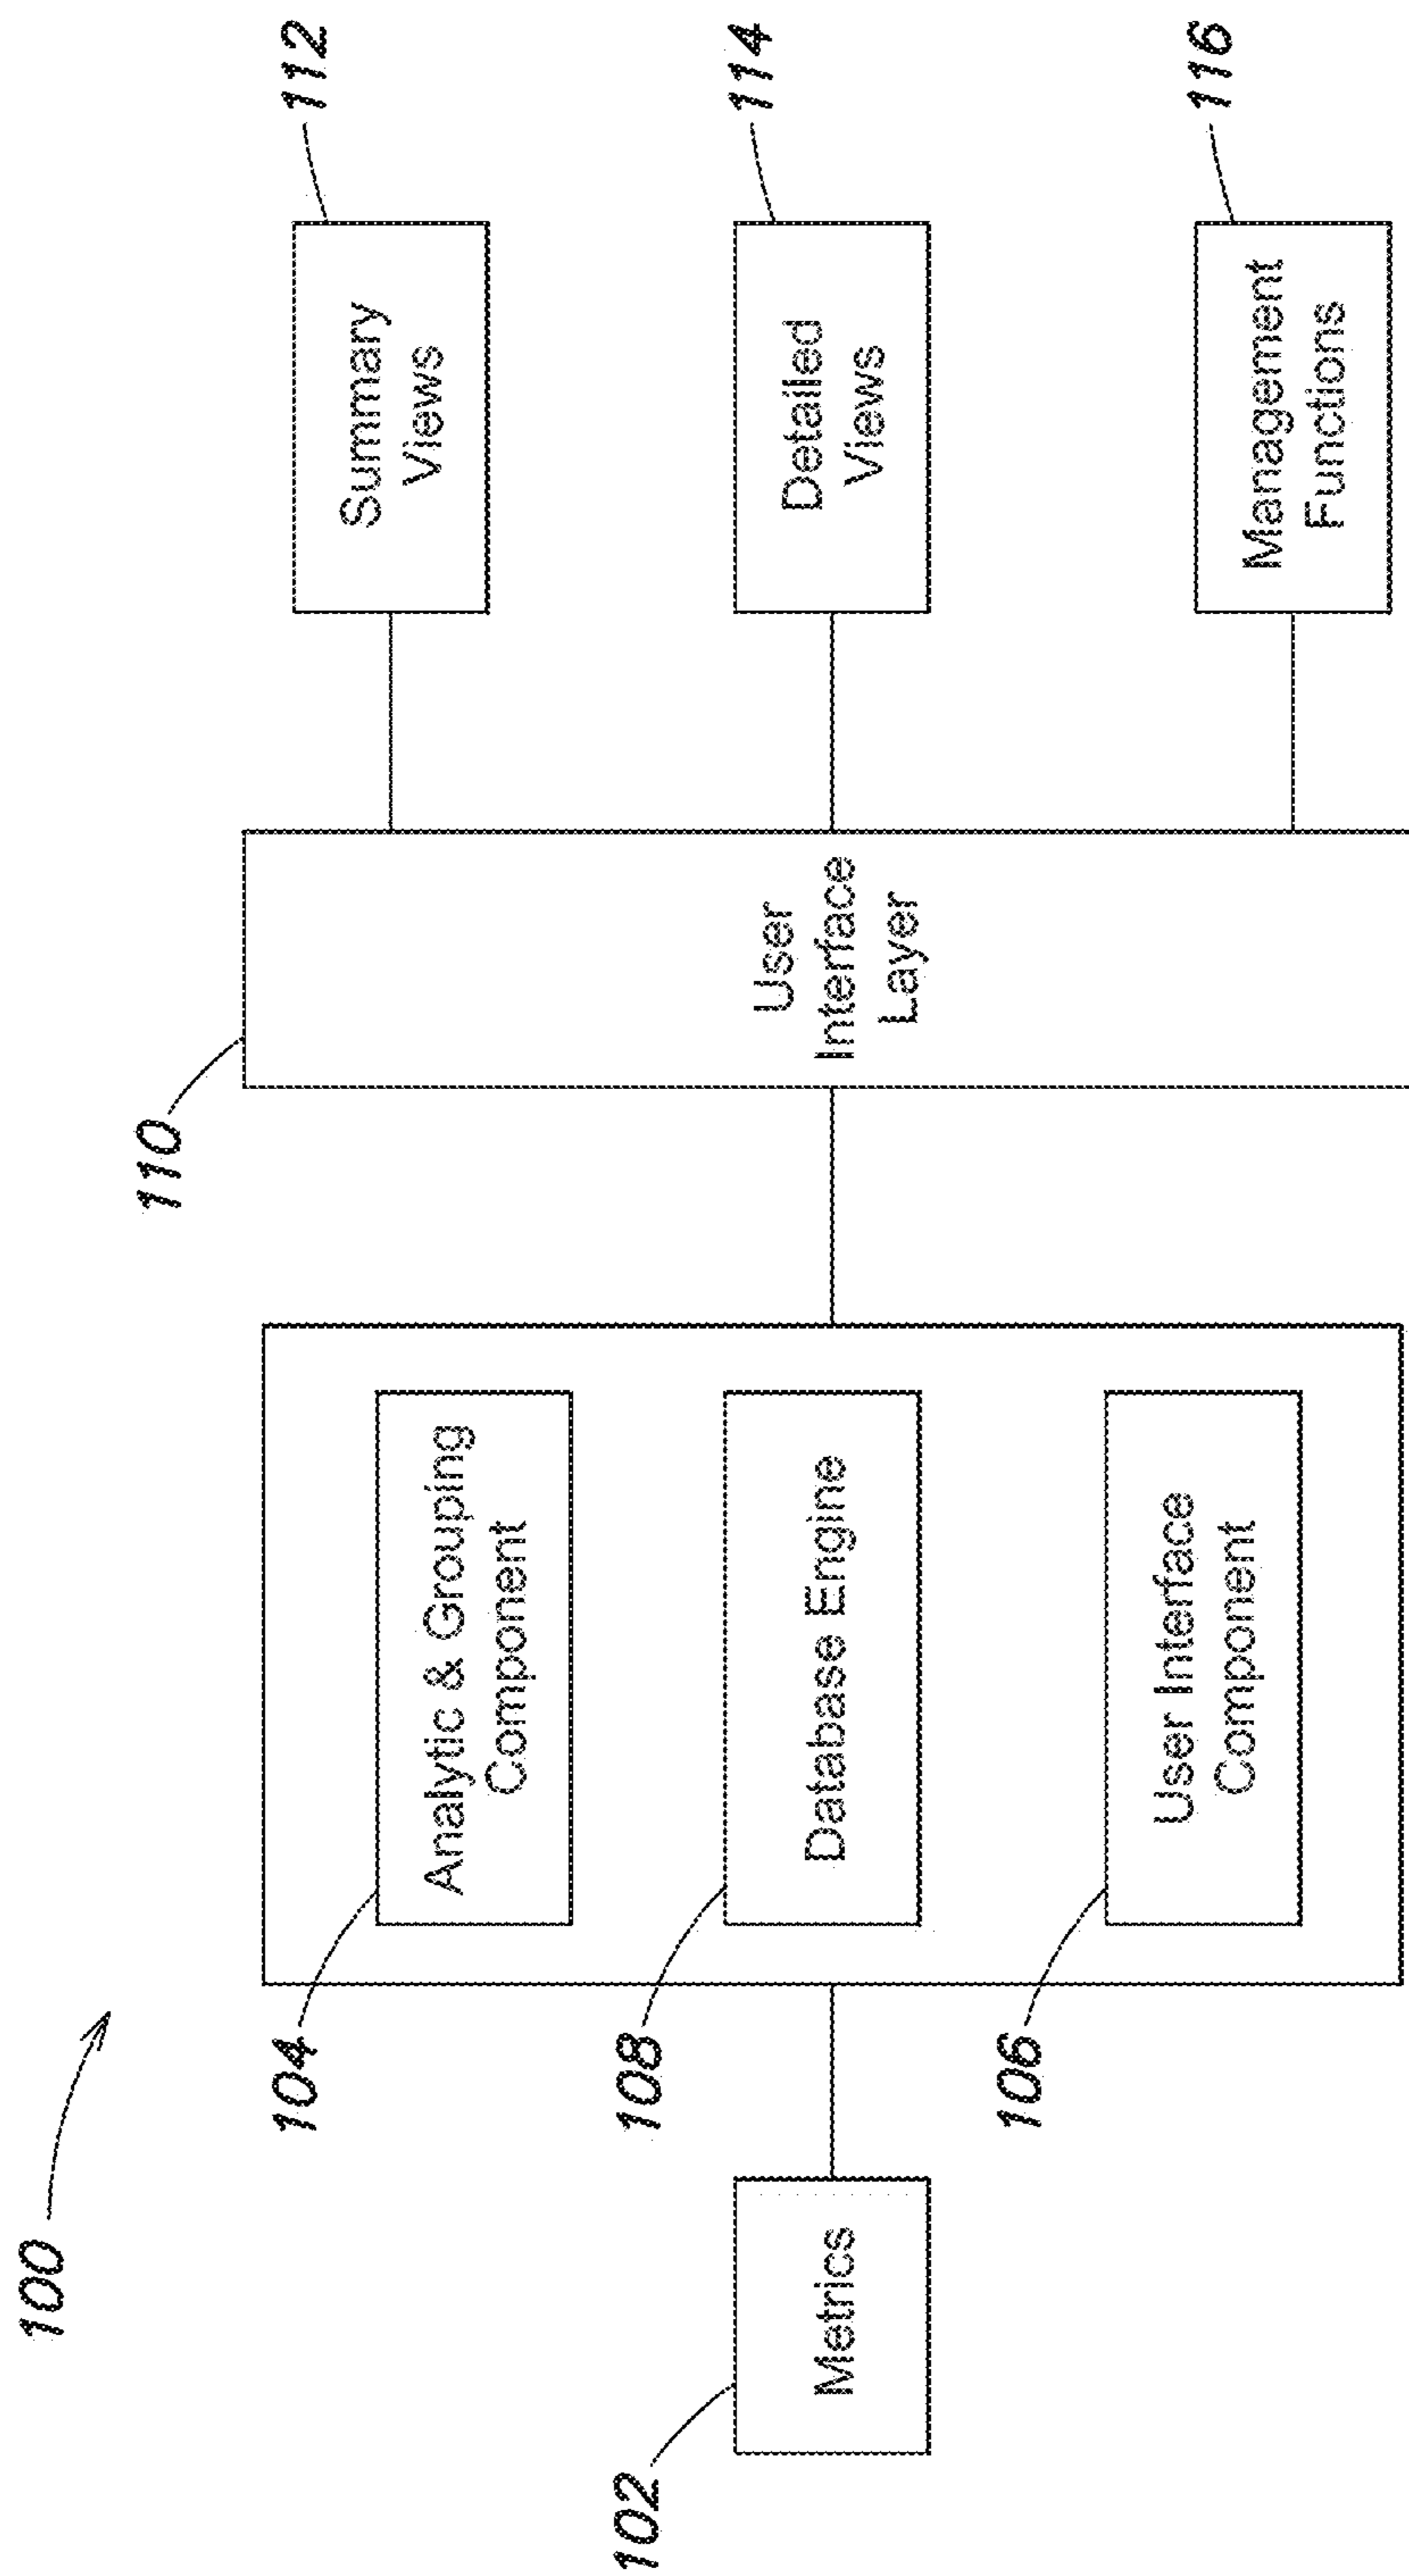 100
102
Metrics
104
Analytic & Grouping
Component
108
Database Engine
106
User Interface
Component
110
User
Interface
Layer
112
Summary
Views
114
Detailed
Views
116
Management
Functions